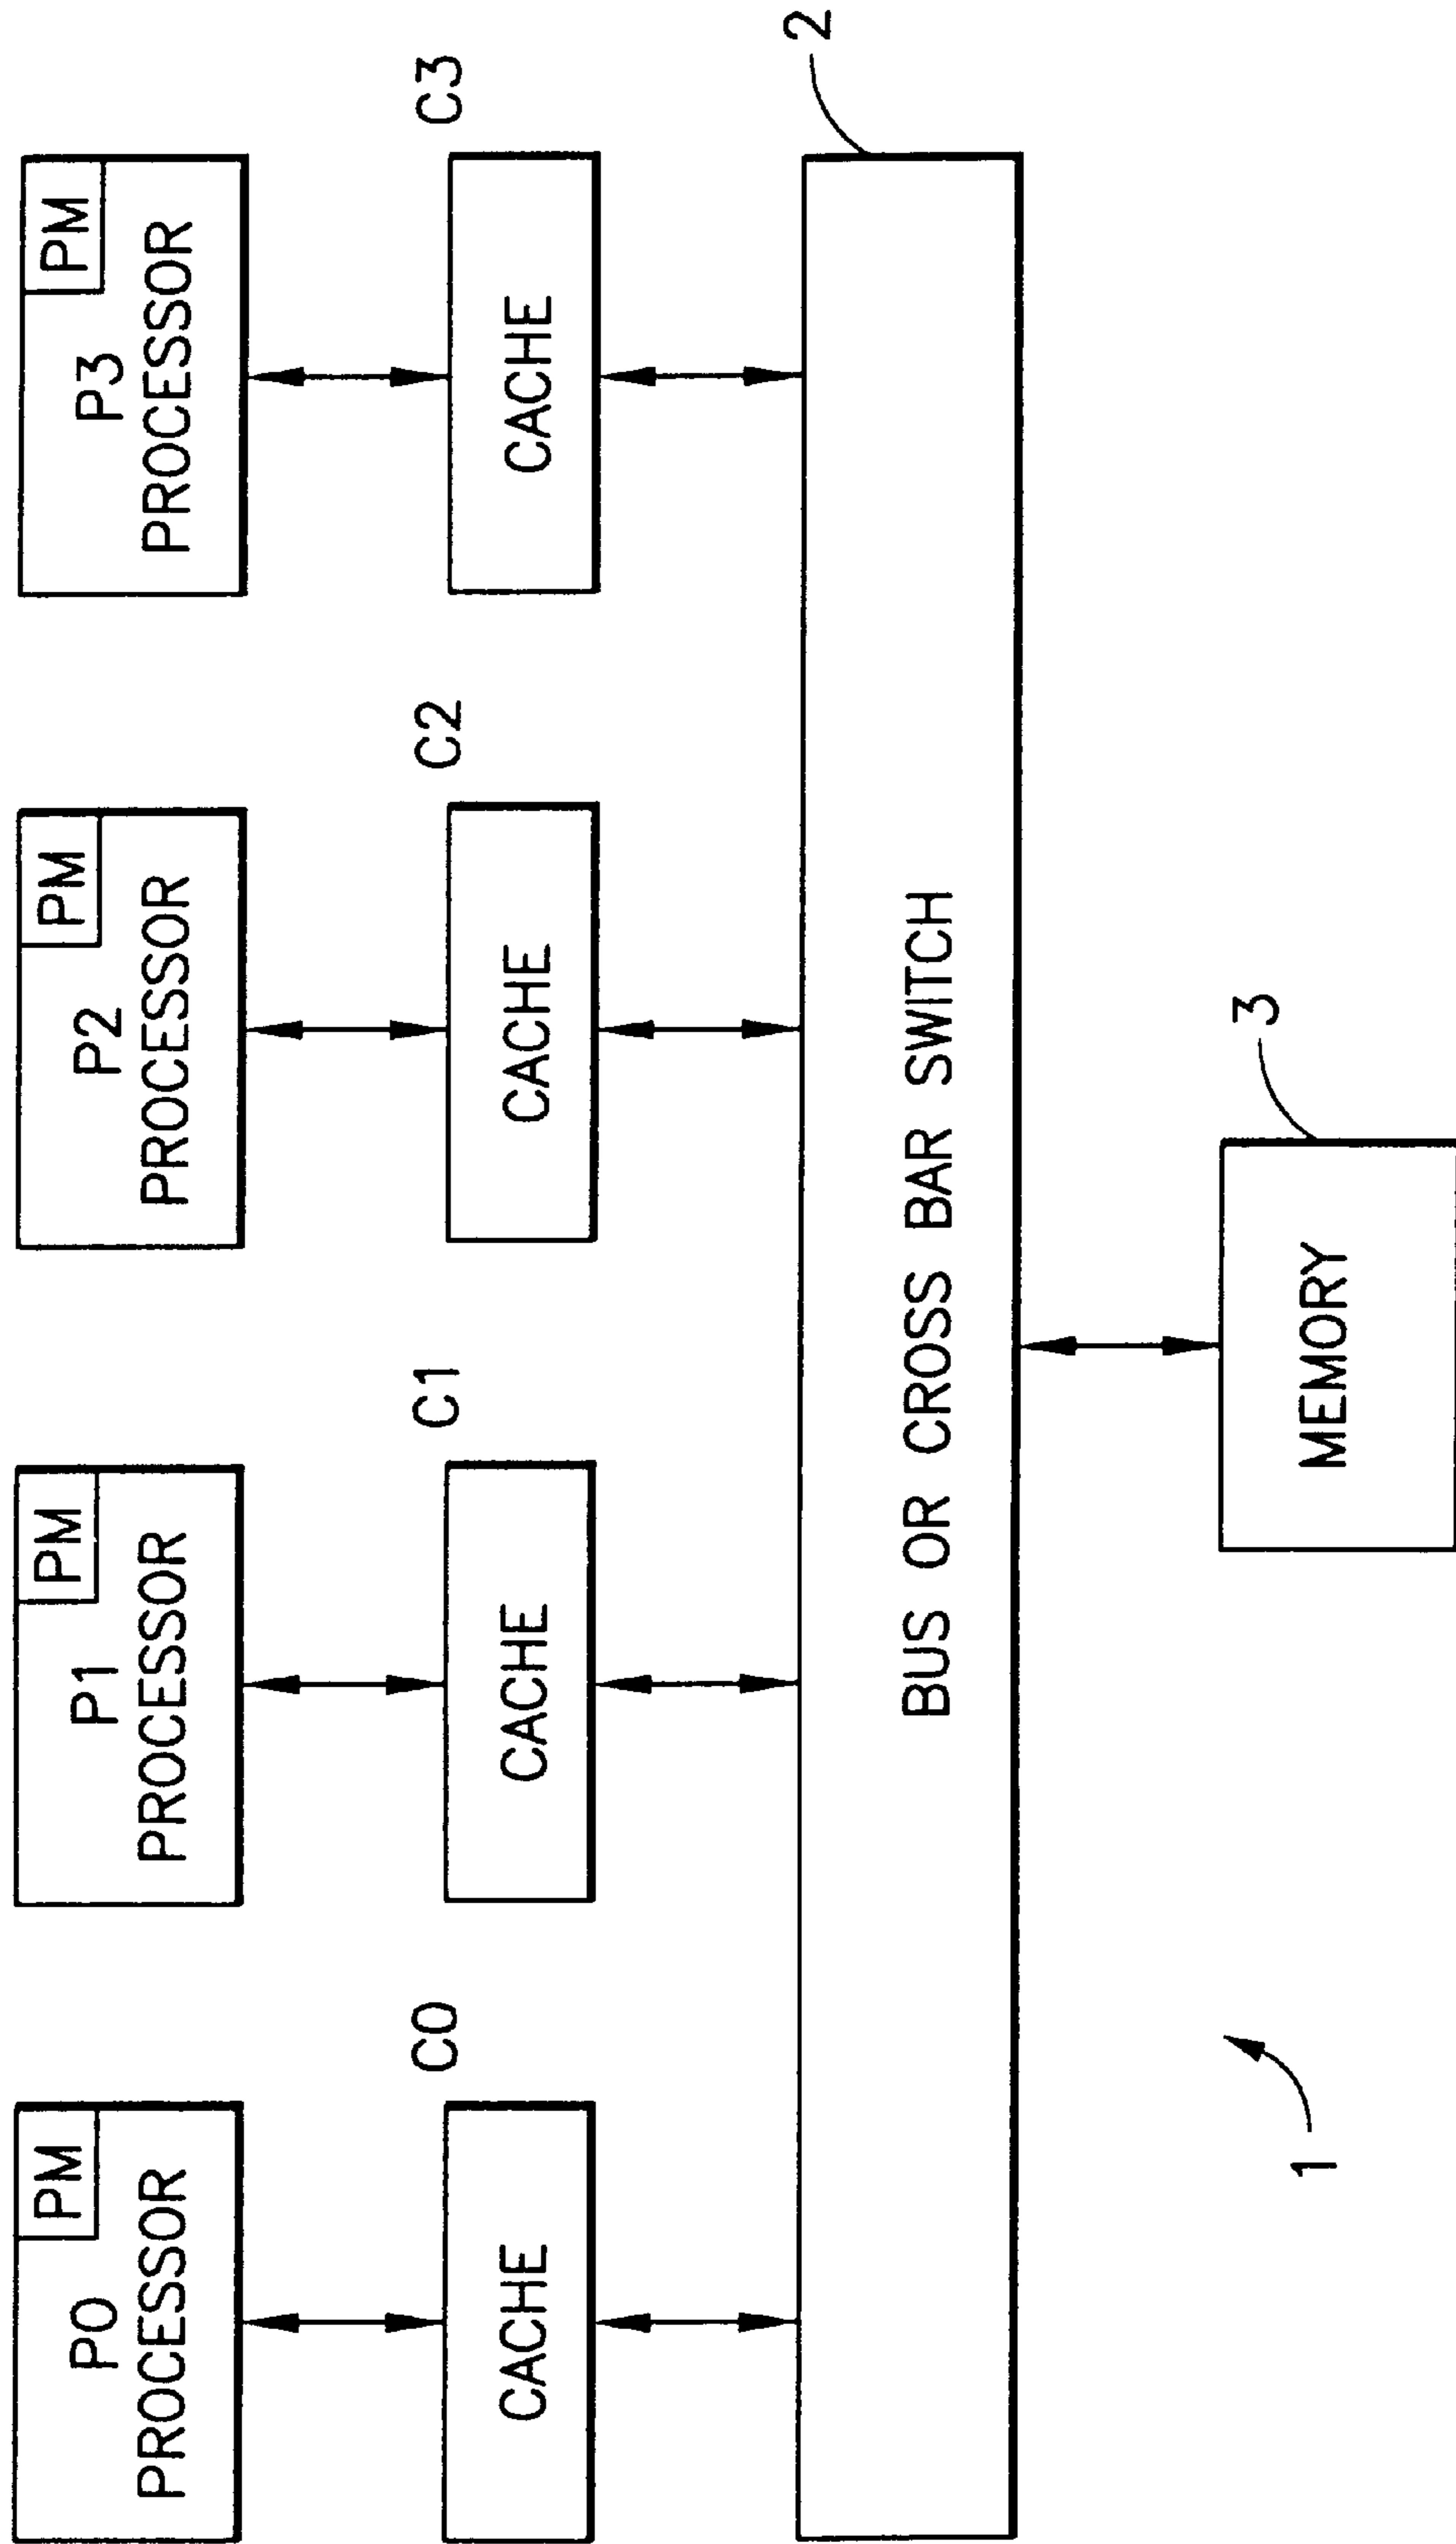 PM
PM
PM
PM
P0
PROCESSOR
P1
PROCESSOR
P2
PROCESSOR
P3
PROCESSOR
C0
C1
C2
C3
CACHE
CACHE
CACHE
CACHE
2
BUS OR CROSS BAR SWITCH
3
MEMORY
1